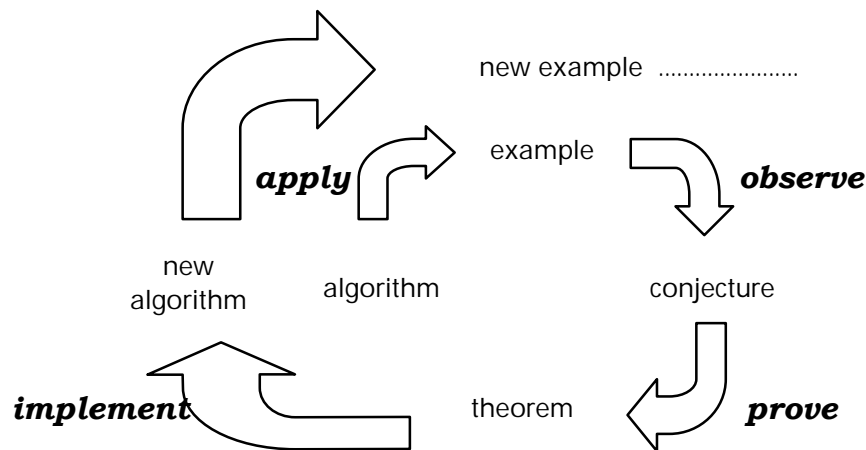 new example .......................
example
apply
observe
new
algorithm
algorithm
conjecture
implement
theorem
prove